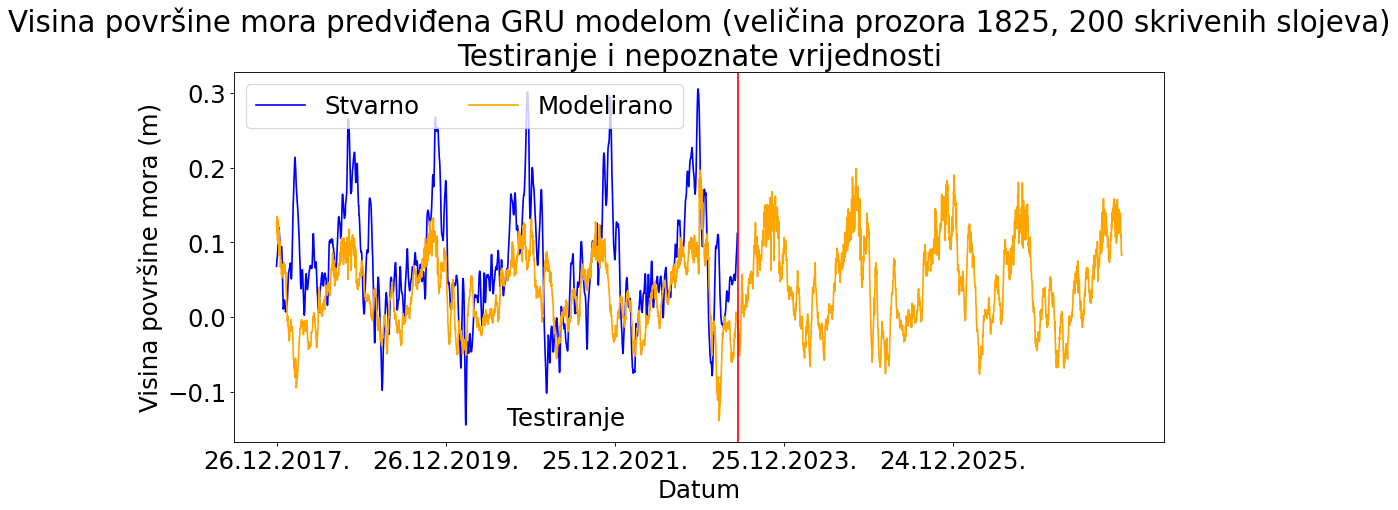 Visina površine mora predviđena GRU modelom (veličina prozora 1825, 200 skrivenih slojeva)
Testiranje i nepoznate vrijednosti
Stvarno
Modelirano
Visina površine mora (m)
0.3
0.2
0.1
0.0
−0.1
Testiranje
26.12.2017.
26.12.2019.
25.12.2021.
25.12.2023.
24.12.2025.
Datum